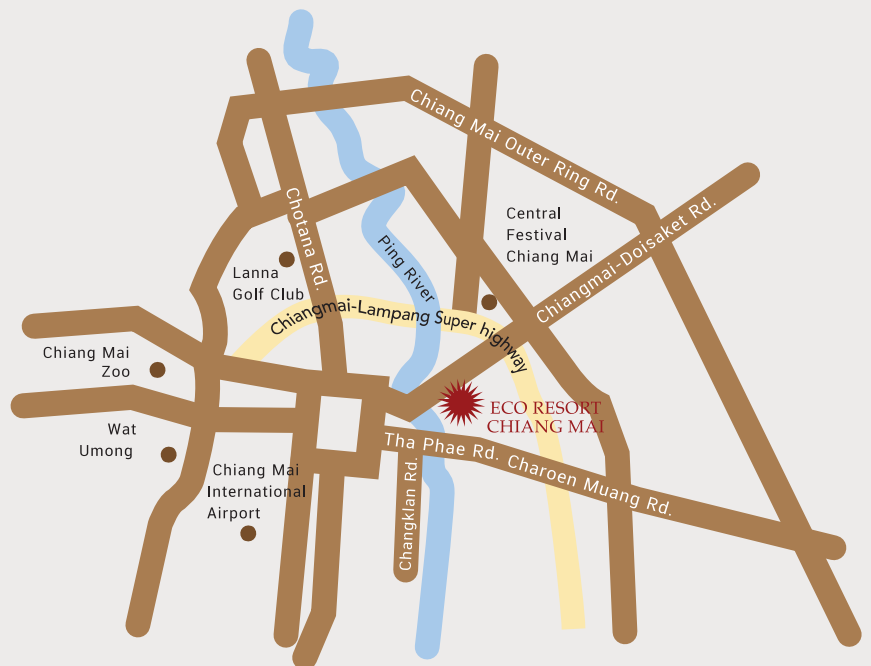 Chiang Mai Outer Ring Rd.
Chiangmai-Doisaket Rd.
Chotana Rd.
Central
Festival
Chiang Mai
Ping River
Lanna
Golf Club
Chiangmai-Lampang Super highway
Chiang Mai
Zoo
ECO RESORT
CHIANG MAI
Wat
Umong
Tha Phae Rd.
Charoen Muang Rd.
Chiang Mai
International
Airport
Changklan Rd.